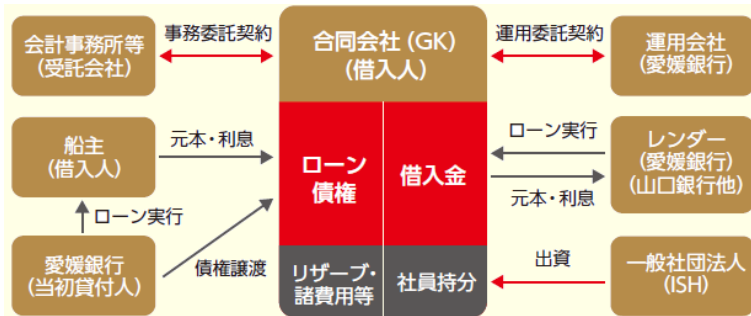 会計事務所等
(受託会社)
事務委託契約
合同会社(GK)
(借入人)
運用委託契約
運用会社
(愛媛銀行)
船主
(借入人)
元本・利息
ローン
債権
借入金
ローン実行
元本・利息
レンダー
(愛媛銀行)
(山口銀行他)
ローン実行
愛媛銀行
(当初貸付人)
債権譲渡
リザーブ・
諸費用等
社員持分
出資
一般社団法人
(ISH)